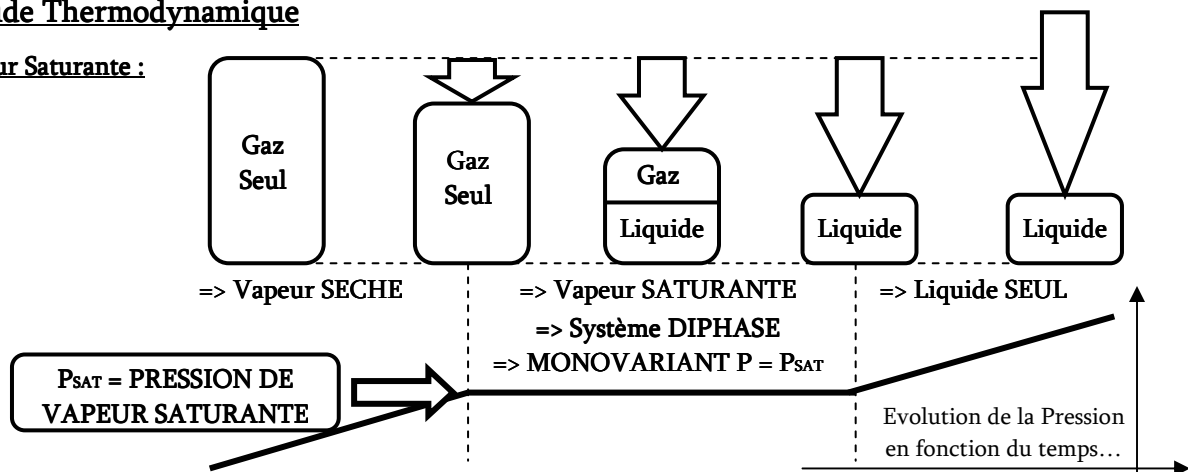 ide Thermodynamique
ur Saturante :
Gaz
Seul
Gaz
Seul
Gaz
Liquide
Liquide
Liquide
=> Vapeur SECHE
=> Vapeur SATURANTE
=> Liquide SEUL
=> Système DIPHASE
=> MONOVARIANT P = PSAT
PSAT = PRESSION DE
VAPEUR SATURANTE
Evolution de la Pression
en fonction du temps…